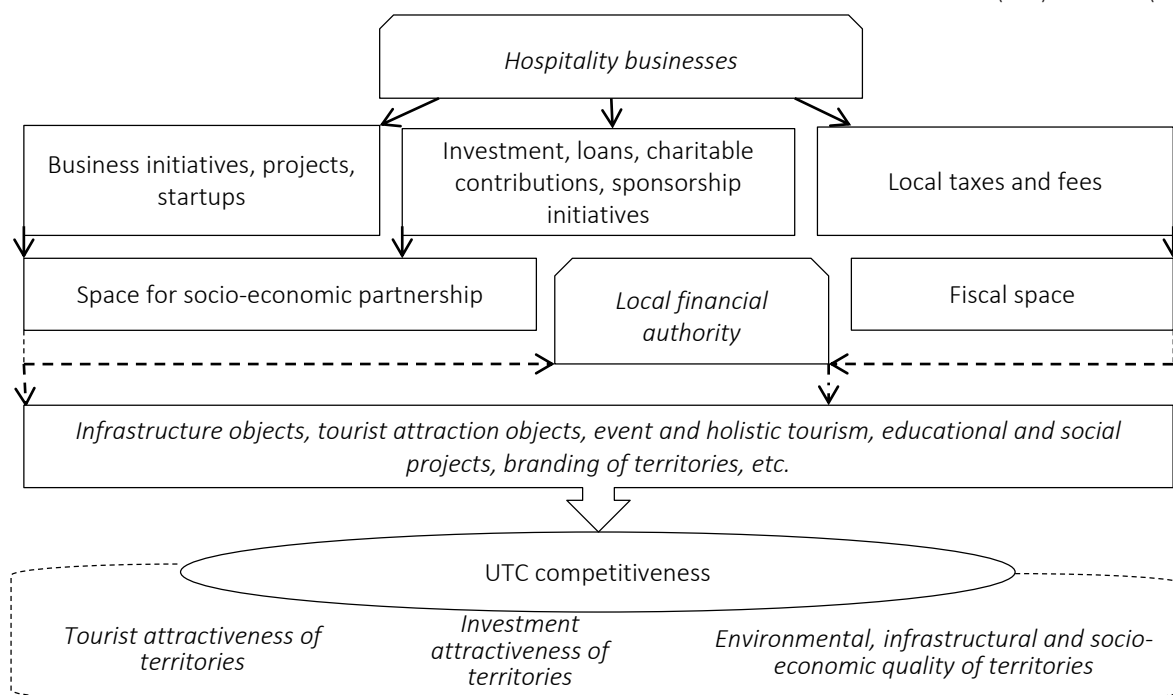 Hospitality businesses
Business initiatives, projects,
startups
Investment, loans, charitable
contributions, sponsorship
initiatives
Local taxes and fees
Space for socio-economic partnership
Local financial
authority
Fiscal space
Infrastructure objects, tourist attraction objects, event and holistic tourism, educational and social
projects, branding of territories, etc.
UTC competitiveness
Tourist attractiveness of
territories
Investment
attractiveness of
territories
Environmental, infrastructural and socio-
economic quality of territories